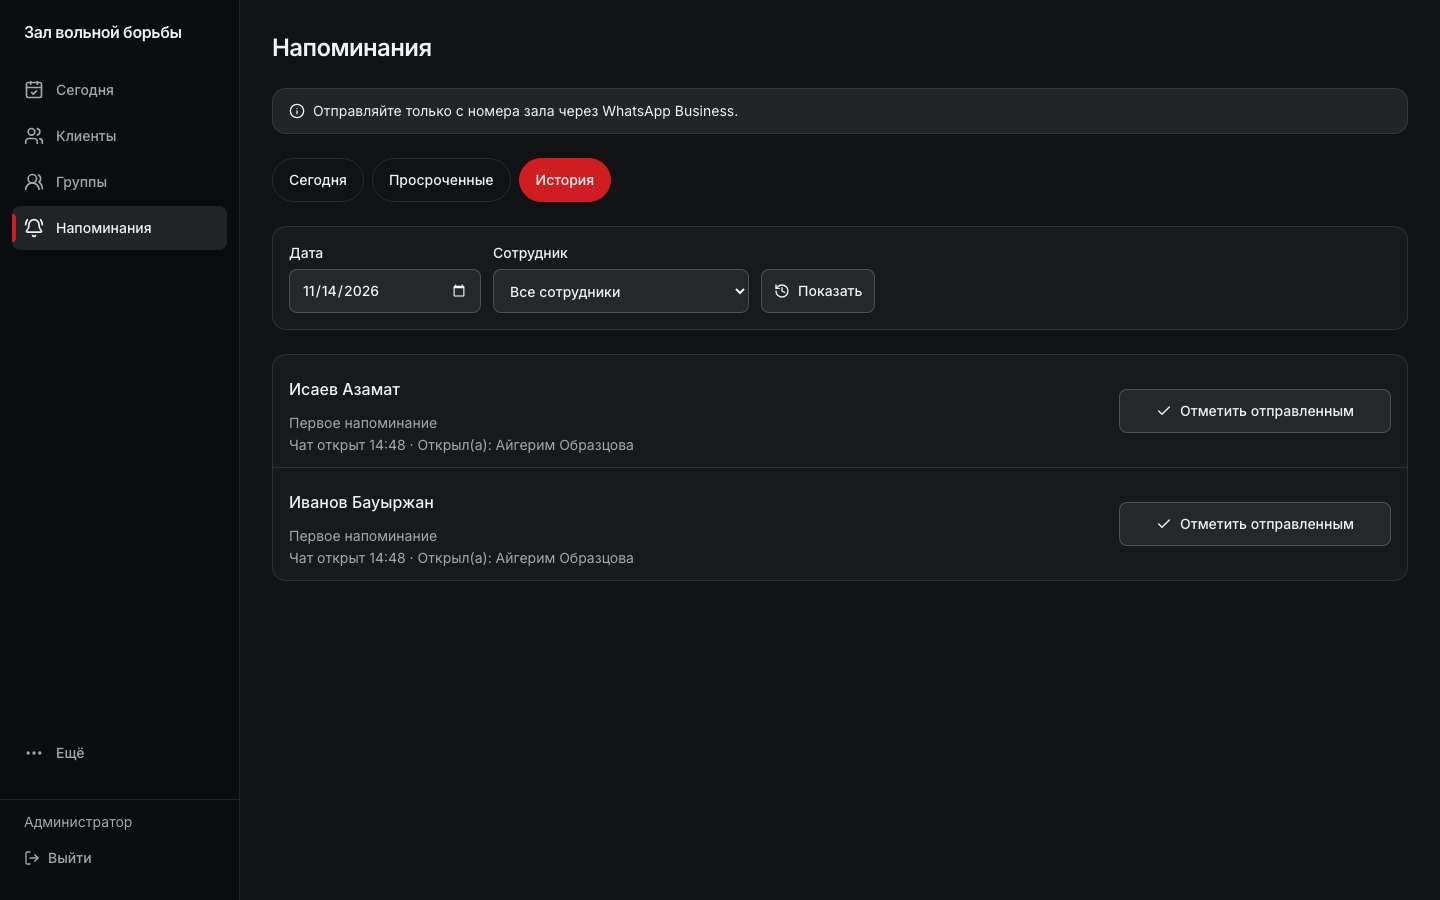 Зал вольной борьбы
Сегодня
Клиенты
Группы
Напоминания
Ещё
Администратор
Выйти
Напоминания
Отправляйте только с номера зала через WhatsApp Business.
Сегодня
Просроченные
История
Дата
Сотрудник
11/14/2026
Все сотрудники
Показать
Исаев Азамат
Первое напоминание
Чат открыт 14:48 · Открыл(а): Айгерим Образцова
Отметить отправленным
Иванов Бауыржан
Первое напоминание
Чат открыт 14:48 · Открыл(а): Айгерим Образцова
Отметить отправленным